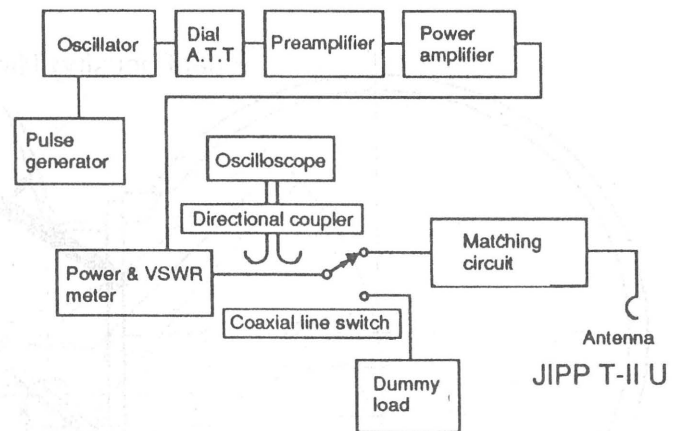 Oscillator
Dial
A.T.T
Preamplifier
Power
amplifier
Pulse
generator
Oscilloscope
Directional coupler
Power & VSWR
meter
Matching
circuit
Coaxial line switch
Antenna
JIPP T-II U
Dummy
load